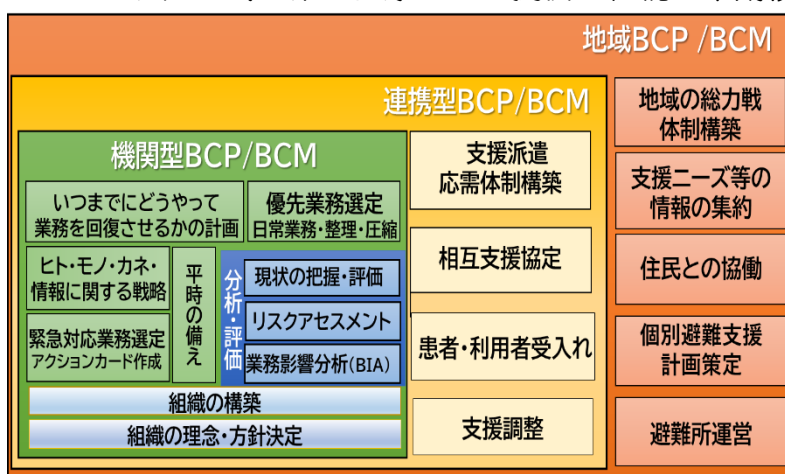 地域BCP /BCM
連携型BCP/BCM
機関型BCP/BCM
いつまでにどうやって
業務を回復させるかの計画
優先業務選定
日常業務・整理・圧縮
ヒト・モノ・カネ・
情報に関する戦略
緊急対応業務選定
アクションカード作成
平時の備え
分析・評価
現状の把握・評価
リスクアセスメント
業務影響分析(BIA)
組織の構築
組織の理念・方針決定
支援派遣
応需体制構築
相互支援協定
患者・利用者受入れ
支援調整
地域の総力戦
体制構築
支援ニーズ等の
情報の集約
住民との協働
個別避難支援
計画策定
避難所運営